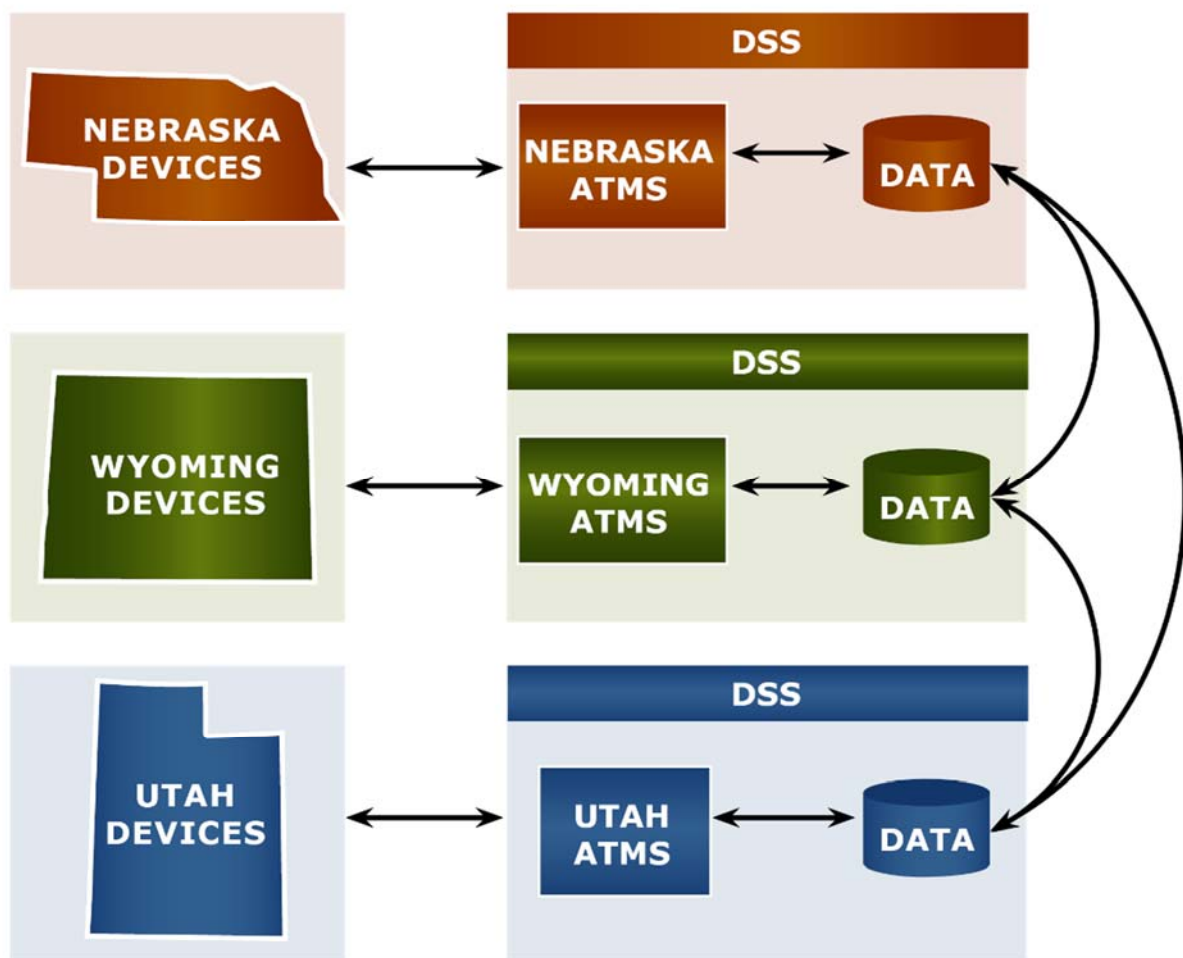 DSS
NEBRASKA
DEVICES
NEBRASKA
ATMS
DATA
DSS
WYOMING
DEVICES
WYOMING
ATMS
DATA
DSS
UTAH
DEVICES
UTAH
ATMS
DATA